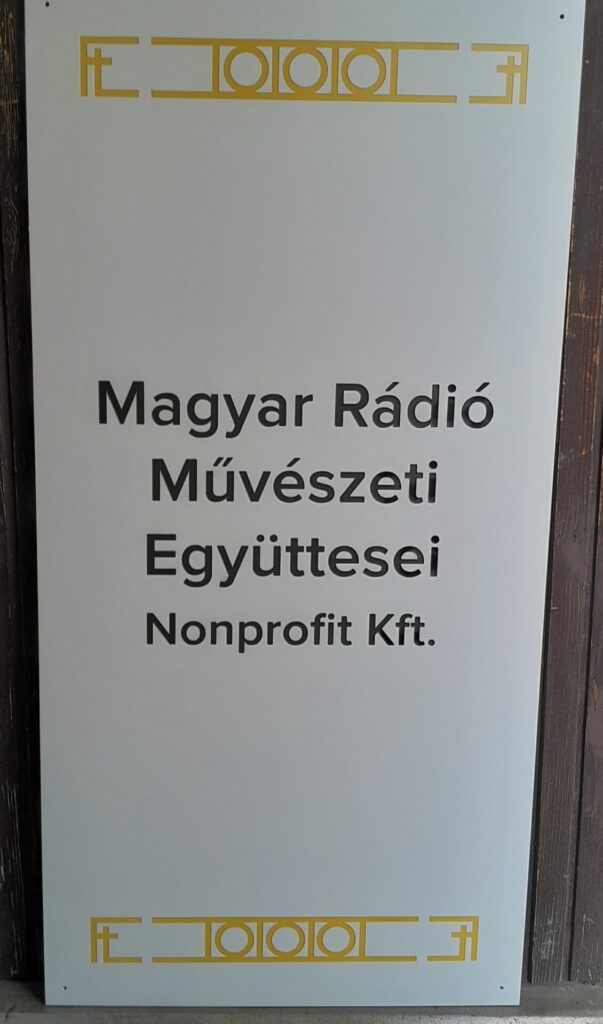 Magyar Rádió
Művészeti
Együttesei
Nonprofit Kft.